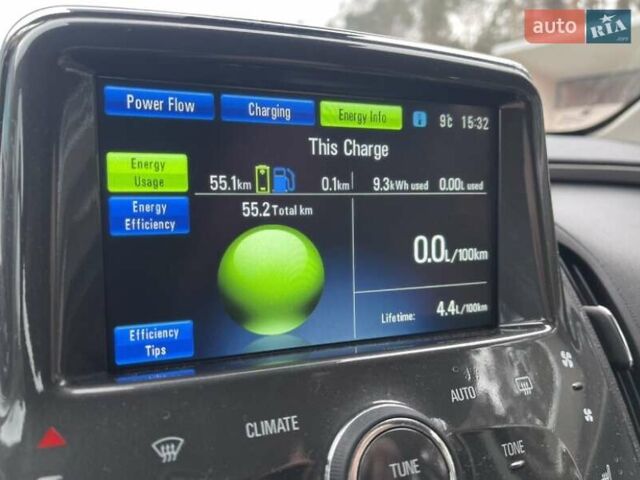 auto RIA.com
Power Flow Charging Energy Info 9°C 15:32
This Charge
Energy Usage
55.1km 0.1km 9.3kWh used 0.00L used
Energy Efficiency
55.2 Total km
0.0L/100km
Lifetime: 4.4L/100km
Efficiency Tips
AUTO
CLIMATE
TUNE
TONE